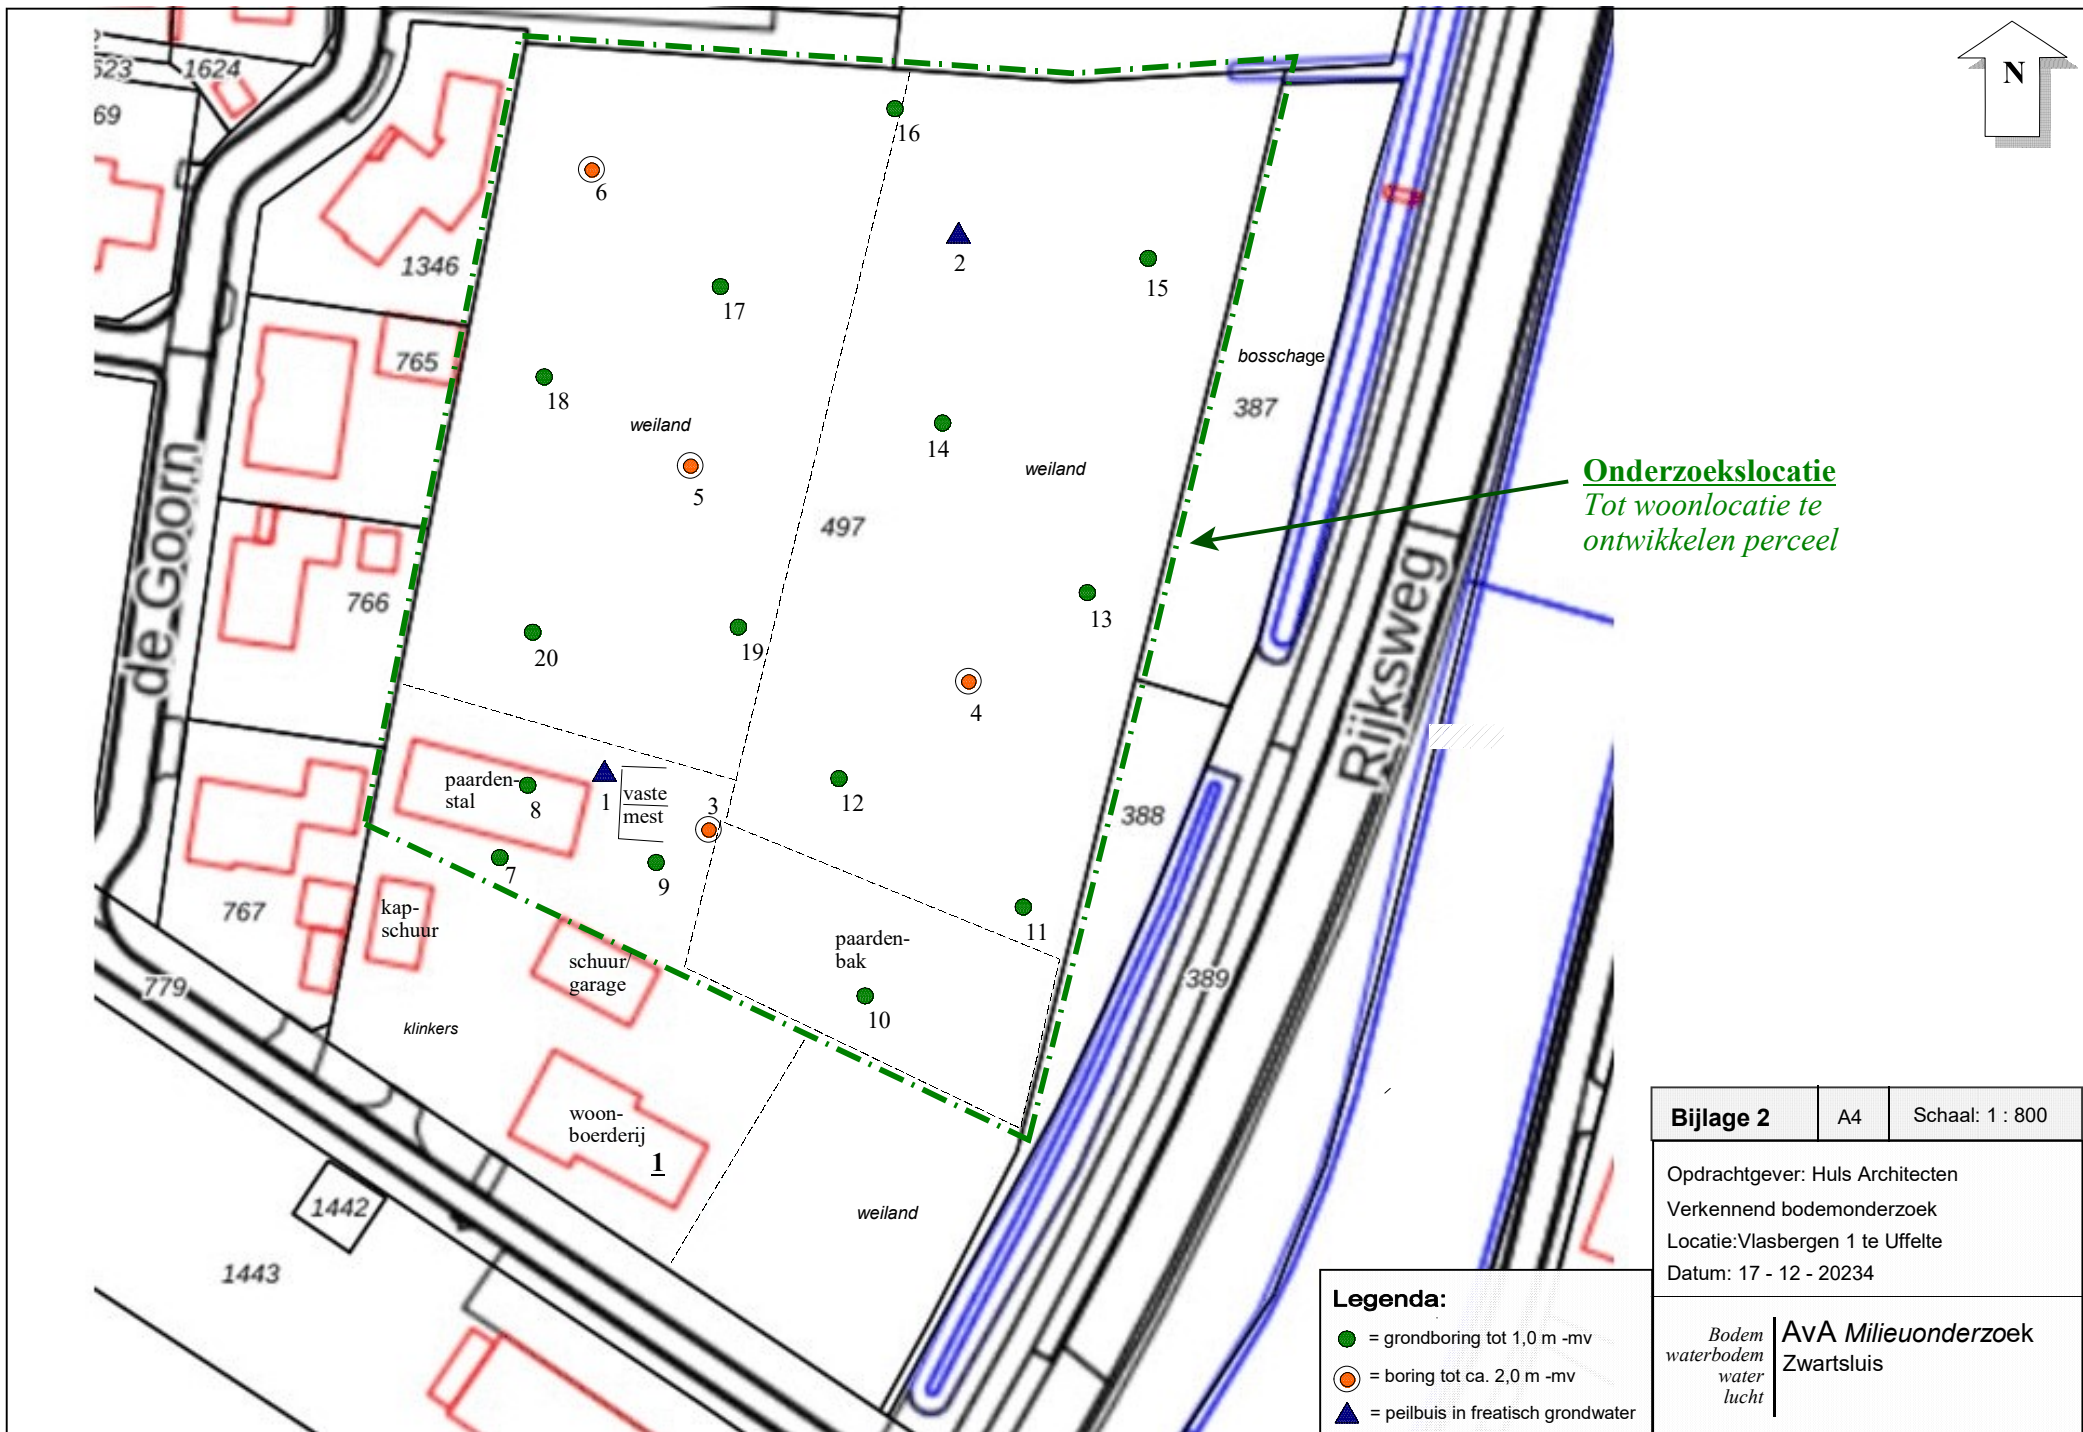 N
623
1624
69
1346
765
766
767
779
1442
1443
de Goorn
16
6
2
15
17
18
14
weiland
5
weiland
497
bosschage
387
Onderzoekslocatie
Tot woonlocatie te
ontwikkelen perceel
13
20
19
4
Rijksweg
paarden-
stal
8
1
vaste
mest
3
12
388
7
9
kap-
schuur
11
paarden-
bak
schuur/
garage
10
389
klinkers
woon-
boerderij
1
weiland
Bijlage 2
A4
Schaal: 1 : 800
Opdrachtgever: Huls Architecten
Verkennend bodemonderzoek
Locatie:Vlasbergen 1 te Uffelte
Datum: 17 - 12 - 20234
Bodem
waterbodem
water
lucht
AvA Milieuonderzoek
Zwartsluis
Legenda:
= grondboring tot 1,0 m -mv
= boring tot ca. 2,0 m -mv
= peilbuis in freatisch grondwater